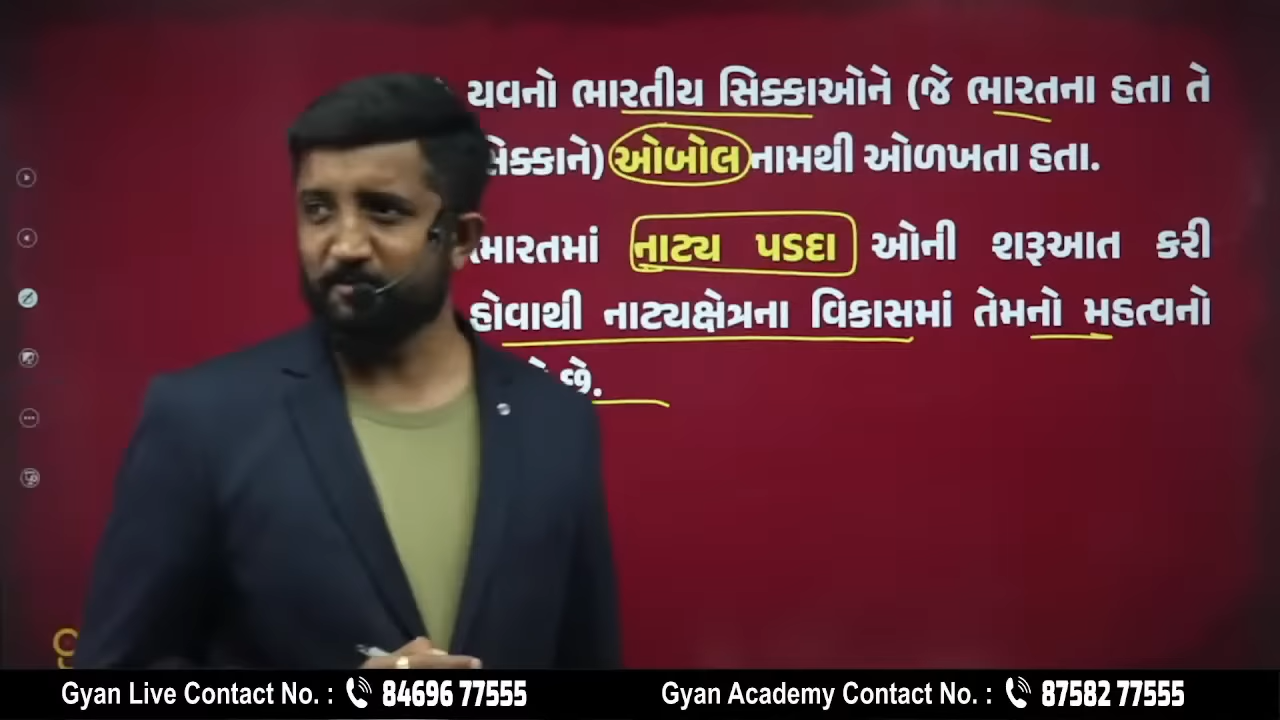 યવનો ભારતીય સિક્કાઓને (જે ભારતના હતા તે
સિક્કાને) ઓબોલ નામથી ઓળખતા હતા.
ભારતમાં નાટ્ય પડદા ઓની શરૂઆત કરી
હોવાથી નાટ્યક્ષેત્રના વિકાસમાં તેમનો મહત્વનો
છે.
Gyan Live Contact No. : 84696 77555
Gyan Academy Contact No. : 87582 77555